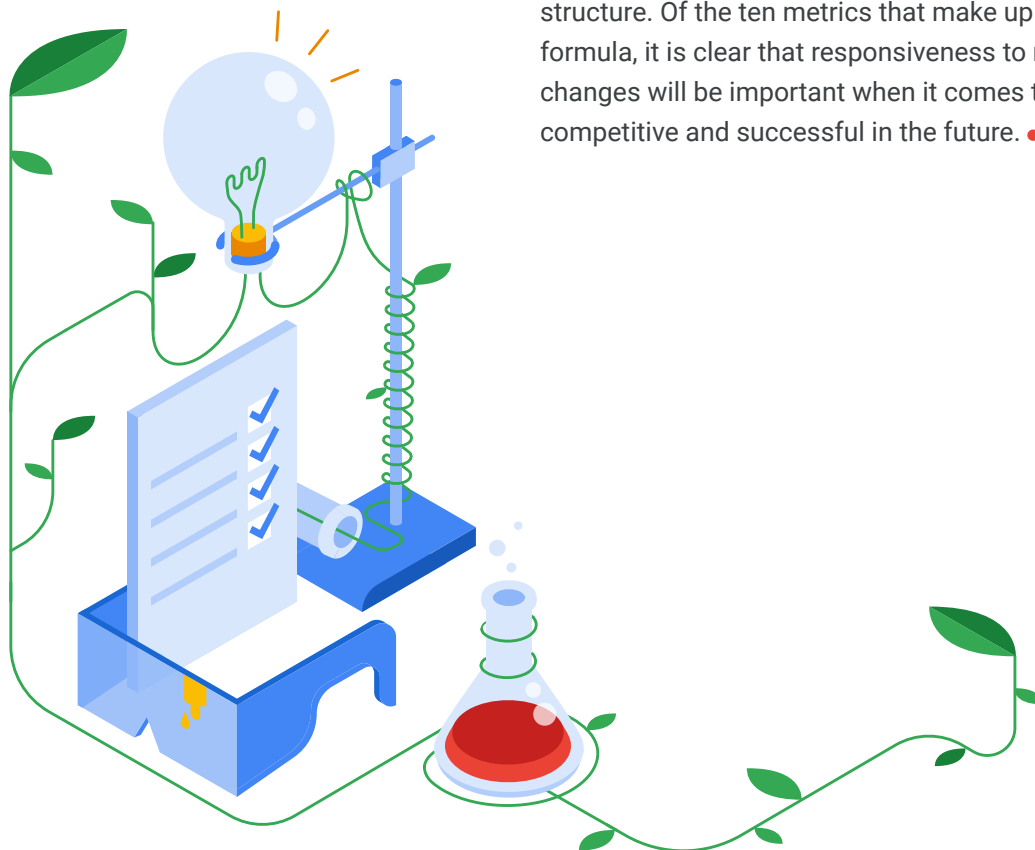 structure. Of the ten metrics that make up
formula, it is clear that responsiveness to
changes will be important when it comes
competitive and successful in the future.